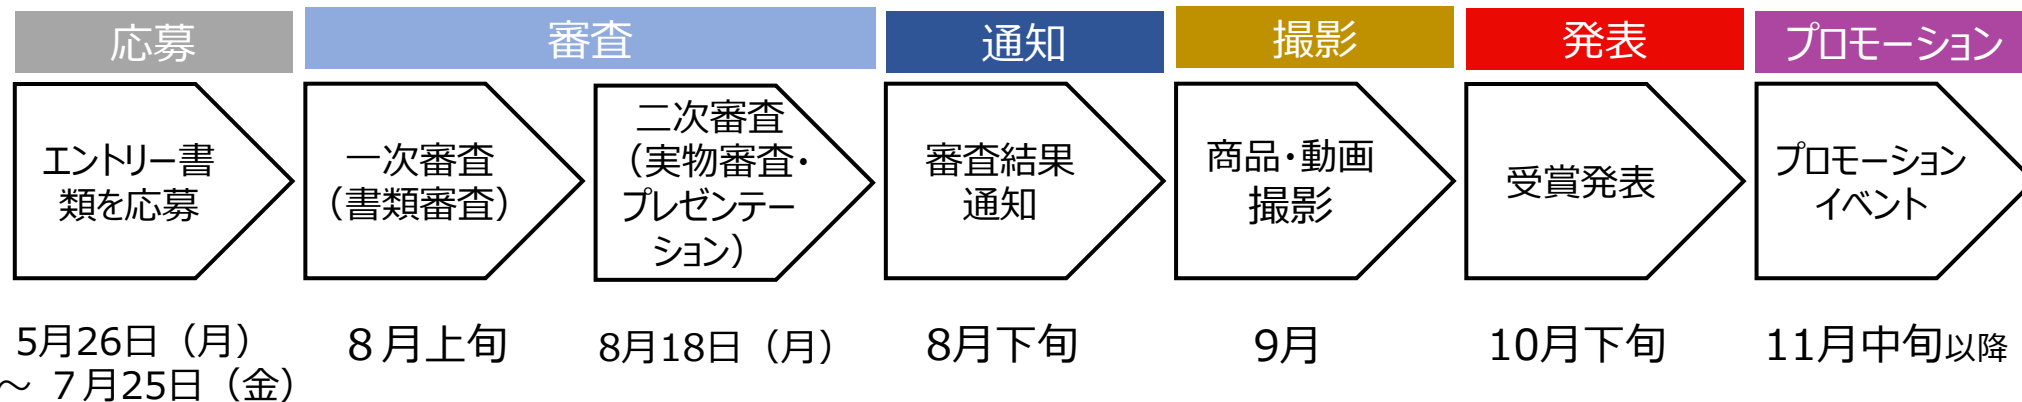 応募
審査
通知
撮影
発表
プロモーション
エントリー書
類を応募
一次審査
（書類審査）
二次審査
（実物審査・
プレゼンテー
ション）
審査結果
通知
商品・動画
撮影
受賞発表
プロモーション
イベント
5月26日（月）
～ ７月25日（金）
８月上旬
8月18日（月）
8月下旬
9月
10月下旬
11月中旬以降